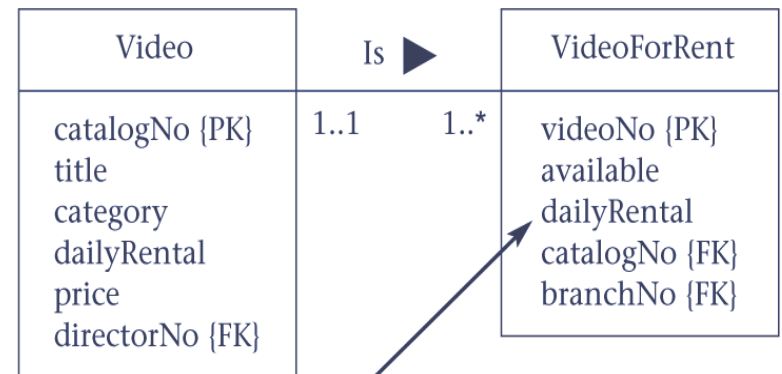 Video
Is
VideoForRent
catalogNo {PK}
title
category
dailyRental
price
directorNo {FK}
1..1
1..*
videoNo {PK}
available
dailyRental
catalogNo {FK}
branchNo {FK}